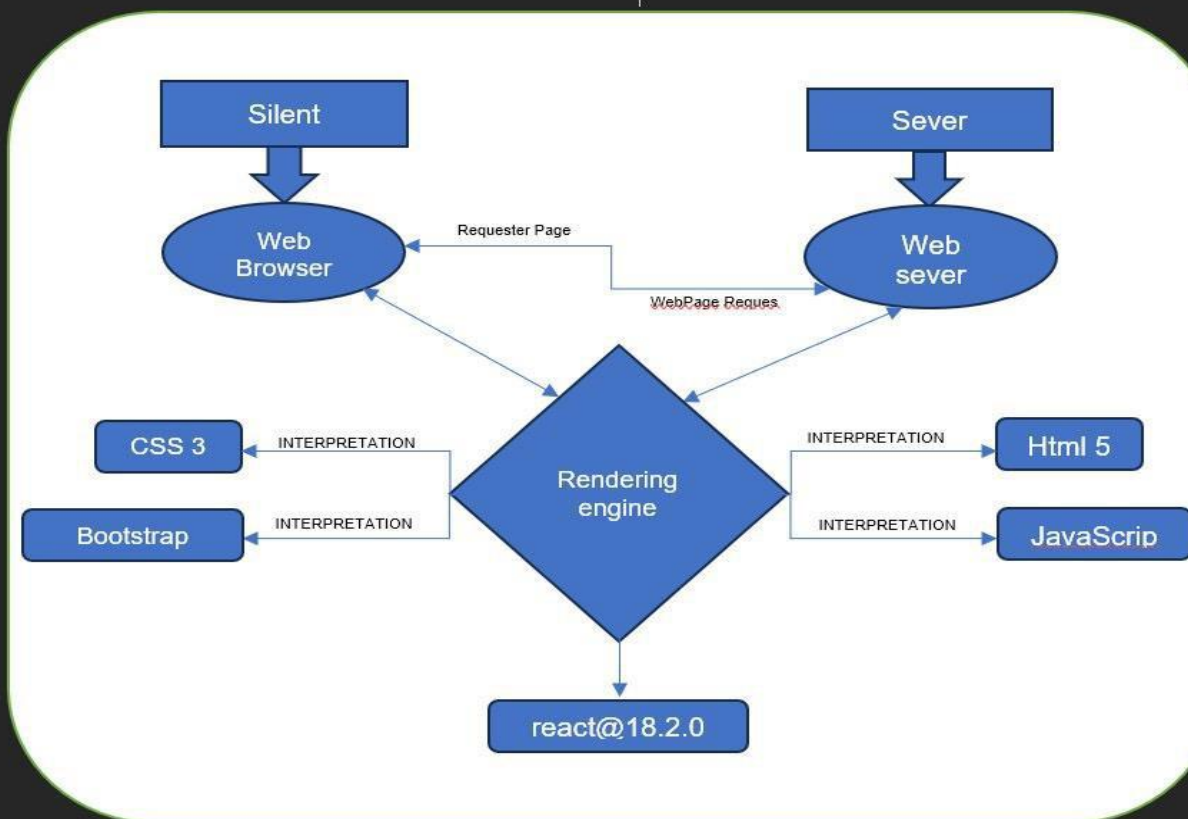 Silent
Sever
Web
Browser
Requester Page
Web
sever
WebPage Reques
CSS 3
INTERPRETATION
INTERPRETATION
Html 5
Rendering
engine
Bootstrap
INTERPRETATION
INTERPRETATION
JavaScrip
react@18.2.0